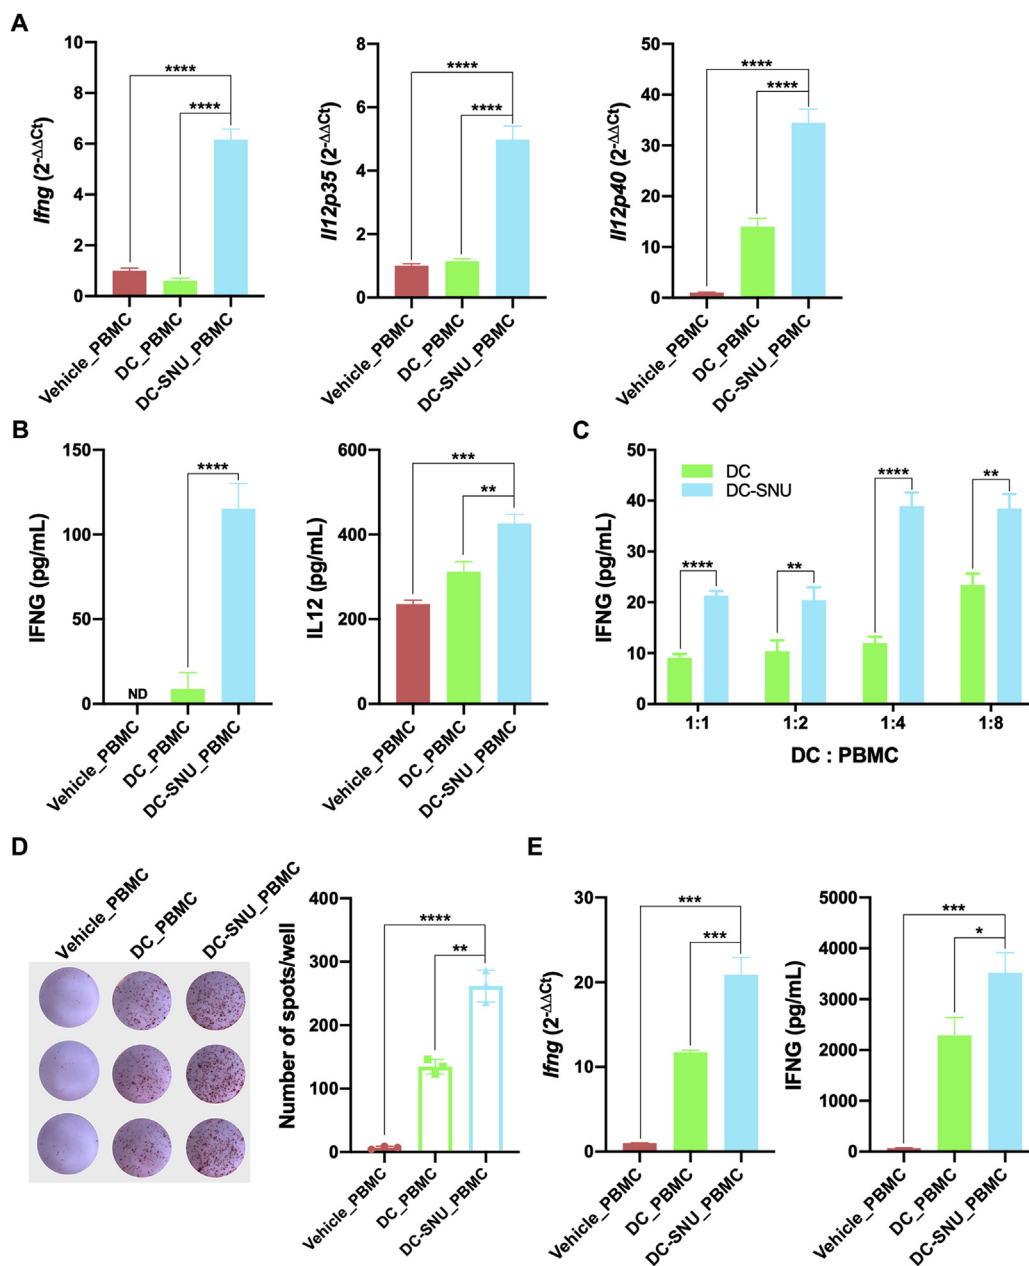 A
Ifng (2-ΔΔCt)
10
8
6
4
2
0
****
****
Vehicle_PBMC
DC_PBMC
DC-SNU_PBMC
Il12p35 (2-ΔΔCt)
8
6
4
2
0
****
****
Vehicle_PBMC
DC_PBMC
DC-SNU_PBMC
Il12p40 (2-ΔΔCt)
50
40
30
20
10
0
****
****
Vehicle_PBMC
DC_PBMC
DC-SNU_PBMC
B
IFNG (pg/mL)
150
100
50
0
****
ND
Vehicle_PBMC
DC_PBMC
DC-SNU_PBMC
IL12 (pg/mL)
600
400
200
0
***
**
Vehicle_PBMC
DC_PBMC
DC-SNU_PBMC
C
IFNG (pg/mL)
50
40
30
20
10
0
DC
DC-SNU
****
**
****
**
1:1
1:2
1:4
1:8
DC : PBMC
D
Vehicle_PBMC
DC_PBMC
DC-SNU_PBMC
Number of spots/well
400
300
200
100
0
****
**
Vehicle_PBMC
DC_PBMC
DC-SNU_PBMC
E
Ifng (2-ΔΔCt)
30
20
10
0
***
***
Vehicle_PBMC
DC_PBMC
DC-SNU_PBMC
IFNG (pg/mL)
5000
4000
3000
2000
1000
0
***
*
Vehicle_PBMC
DC_PBMC
DC-SNU_PBMC